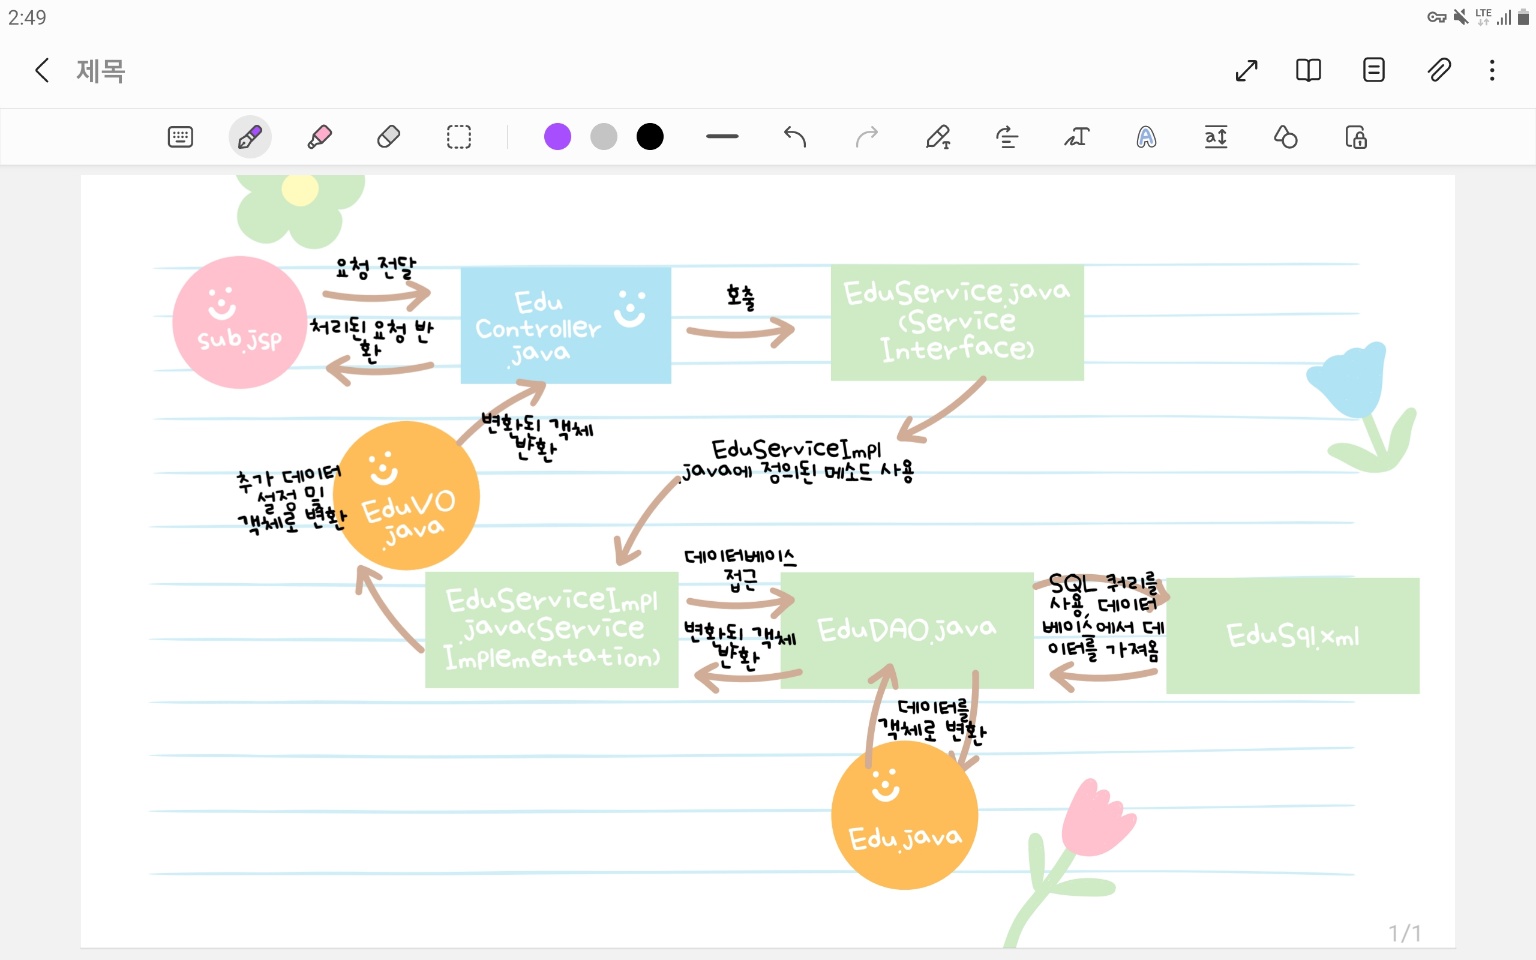 2:49
LTE
제목
요청 전달
sub.jsp
처리된 요청 반
환
Edu
Controller
.java
호출
EduService.java
(Service
Interface)
변환된 객체
반환
EduServiceImpl
.java에 정의된 메소드 사용
추가 데이터
설정 및
객체로 변환
EduVO
.java
EduServiceImpl
.java(Service
Implementation)
데이터베이스
접근
변환된 객체
반환
EduDAO.java
SQL 쿼리를
사용, 데이터
베이스에서 데
이터를 가져옴
EduSql.xml
데이터를
객체로 변환
Edu.java
1/1